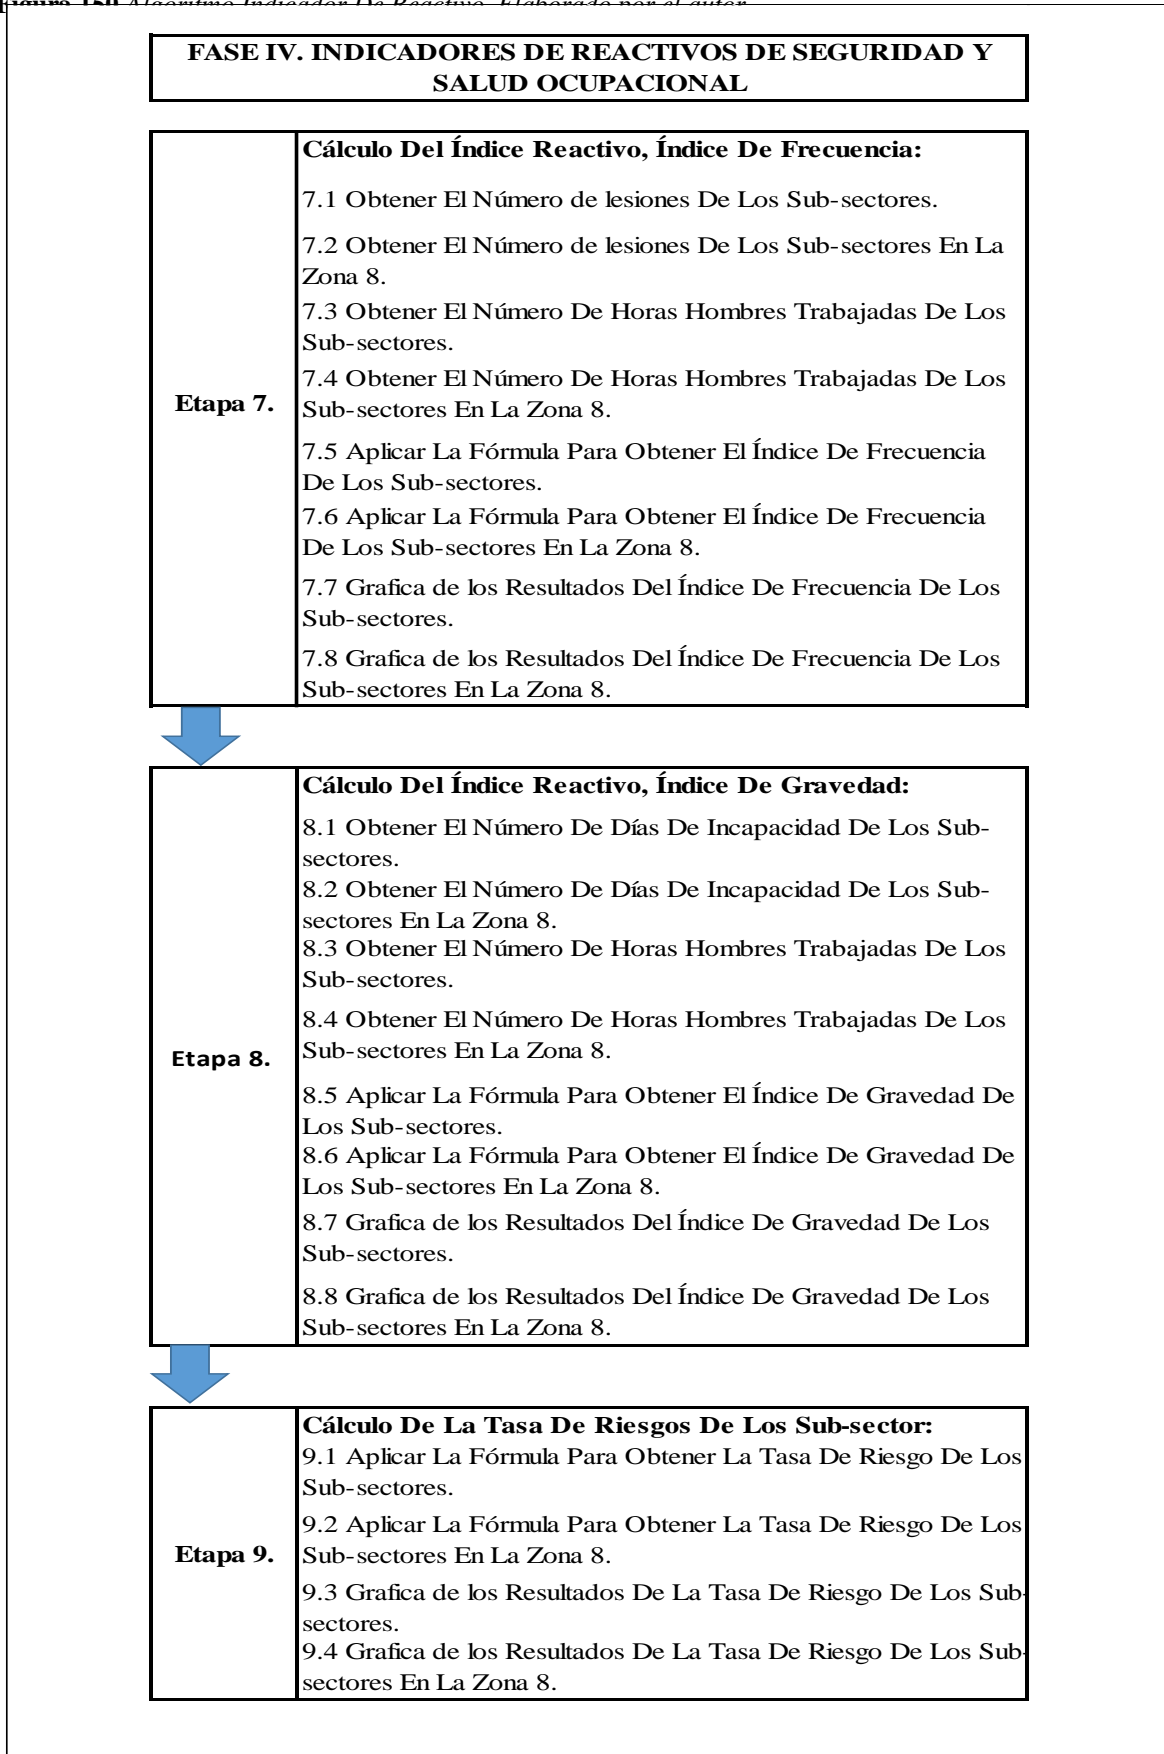 Figura 150 Algoritmo Indicador De Reactivo. Elaborado por el autor
FASE IV. INDICADORES DE REACTIVOS DE SEGURIDAD Y
SALUD OCUPACIONAL
Cálculo Del Índice Reactivo, Índice De Frecuencia:
7.1 Obtener El Número de lesiones De Los Sub-sectores.
7.2 Obtener El Número de lesiones De Los Sub-sectores En La
Zona 8.
7.3 Obtener El Número De Horas Hombres Trabajadas De Los
Sub-sectores.
7.4 Obtener El Número De Horas Hombres Trabajadas De Los
Etapa 7.
Sub-sectores En La Zona 8.
7.5 Aplicar La Fórmula Para Obtener El Índice De Frecuencia
De Los Sub-sectores.
7.6 Aplicar La Fórmula Para Obtener El Índice De Frecuencia
De Los Sub-sectores En La Zona 8.
7.7 Grafica de los Resultados Del Índice De Frecuencia De Los
Sub-sectores.
7.8 Grafica de los Resultados Del Índice De Frecuencia De Los
Sub-sectores En La Zona 8.
Cálculo Del Índice Reactivo, Índice De Gravedad:
8.1 Obtener El Número De Días De Incapacidad De Los Sub-
sectores.
8.2 Obtener El Número De Días De Incapacidad De Los Sub-
sectores En La Zona 8.
8.3 Obtener El Número De Horas Hombres Trabajadas De Los
Sub-sectores.
8.4 Obtener El Número De Horas Hombres Trabajadas De Los
Sub-sectores En La Zona 8.
Etapa 8.
8.5 Aplicar La Fórmula Para Obtener El Índice De Gravedad De
Los Sub-sectores.
8.6 Aplicar La Fórmula Para Obtener El Índice De Gravedad De
Los Sub-sectores En La Zona 8.
8.7 Grafica de los Resultados Del Índice De Gravedad De Los
Sub-sectores.
8.8 Grafica de los Resultados Del Índice De Gravedad De Los
Sub-sectores En La Zona 8.
Cálculo De La Tasa De Riesgos De Los Sub-sector:
9.1 Aplicar La Fórmula Para Obtener La Tasa De Riesgo De Los
Sub-sectores.
9.2 Aplicar La Fórmula Para Obtener La Tasa De Riesgo De Los
Etapa 9.
Sub-sectores En La Zona 8.
9.3 Grafica de los Resultados De La Tasa De Riesgo De Los Sub-
sectores.
9.4 Grafica de los Resultados De La Tasa De Riesgo De Los Sub-
sectores En La Zona 8.